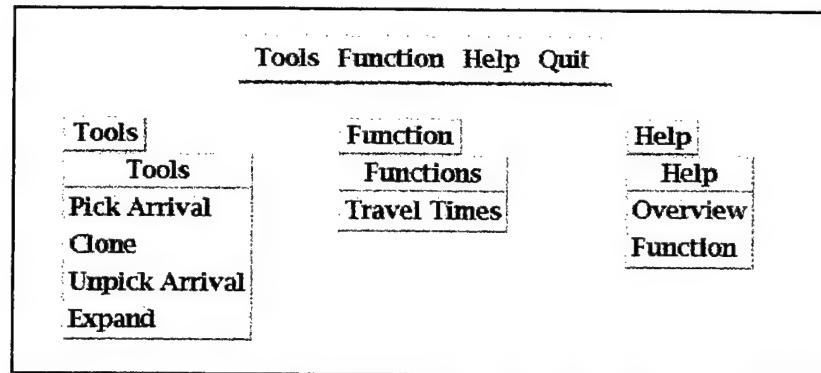 Tools Function Help Quit
Tools
Tools
Pick Arrival
Clone
Unpick Arrival
Expand
Function
Functions
Travel Times
Help
Help
Overview
Function